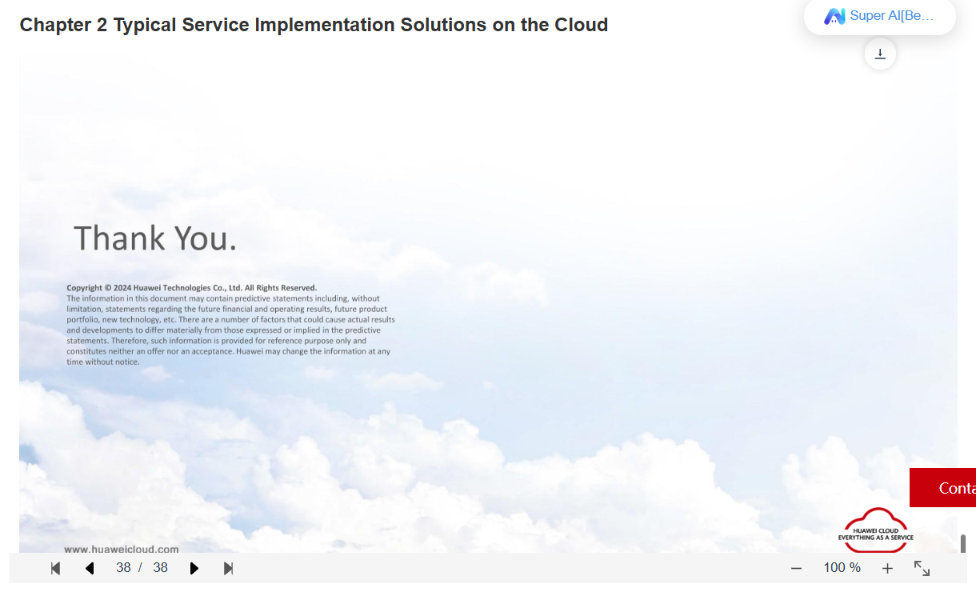 Chapter 2 Typical Service Implementation Solutions on the Cloud
Super AI[Be...
Thank You.
Copyright © 2024 Huawei Technologies Co., Ltd. All Rights Reserved.
The information in this document may contain predictive statements including, without
limitation, statements regarding the future financial and operating results, future product
portfolio, new technology, etc. There are a number of factors that could cause actual results
and developments to differ materially from those expressed or implied in the predictive
statements. Therefore, such information is provided for reference purpose only and
constitutes neither an offer nor an acceptance. Huawei may change the information at any
time without notice.
Conta
HUAWEI CLOUD
EVERYTHING AS A SERVICE
www.huaweicloud.com
38 / 38
100 %